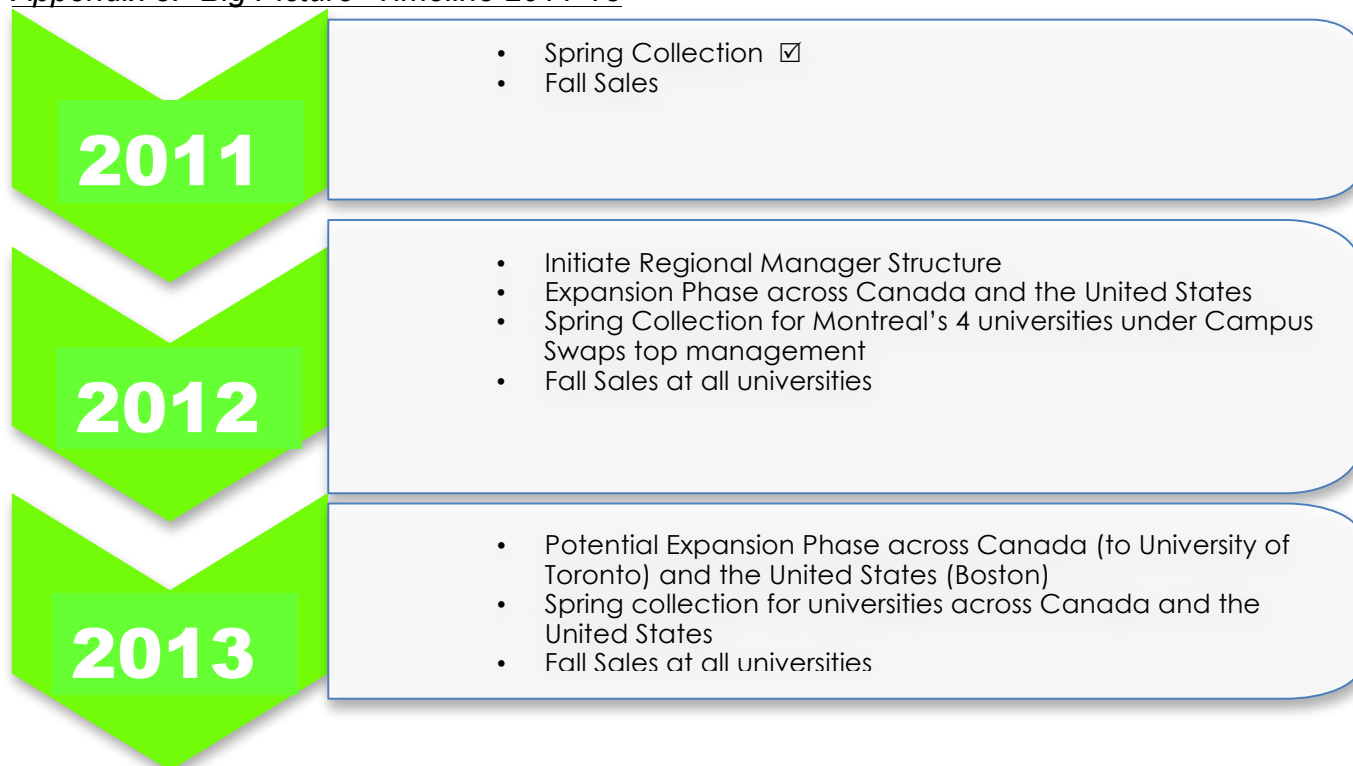 2011
• Spring Collection ☑
• Fall Sales
2012
• Initiate Regional Manager Structure
• Expansion Phase across Canada and the United States
• Spring Collection for Montreal’s 4 universities under Campus
Swaps top management
• Fall Sales at all universities
2013
• Potential Expansion Phase across Canada (to University of
Toronto) and the United States (Boston)
• Spring collection for universities across Canada and the
United States
• Fall Sales at all universities